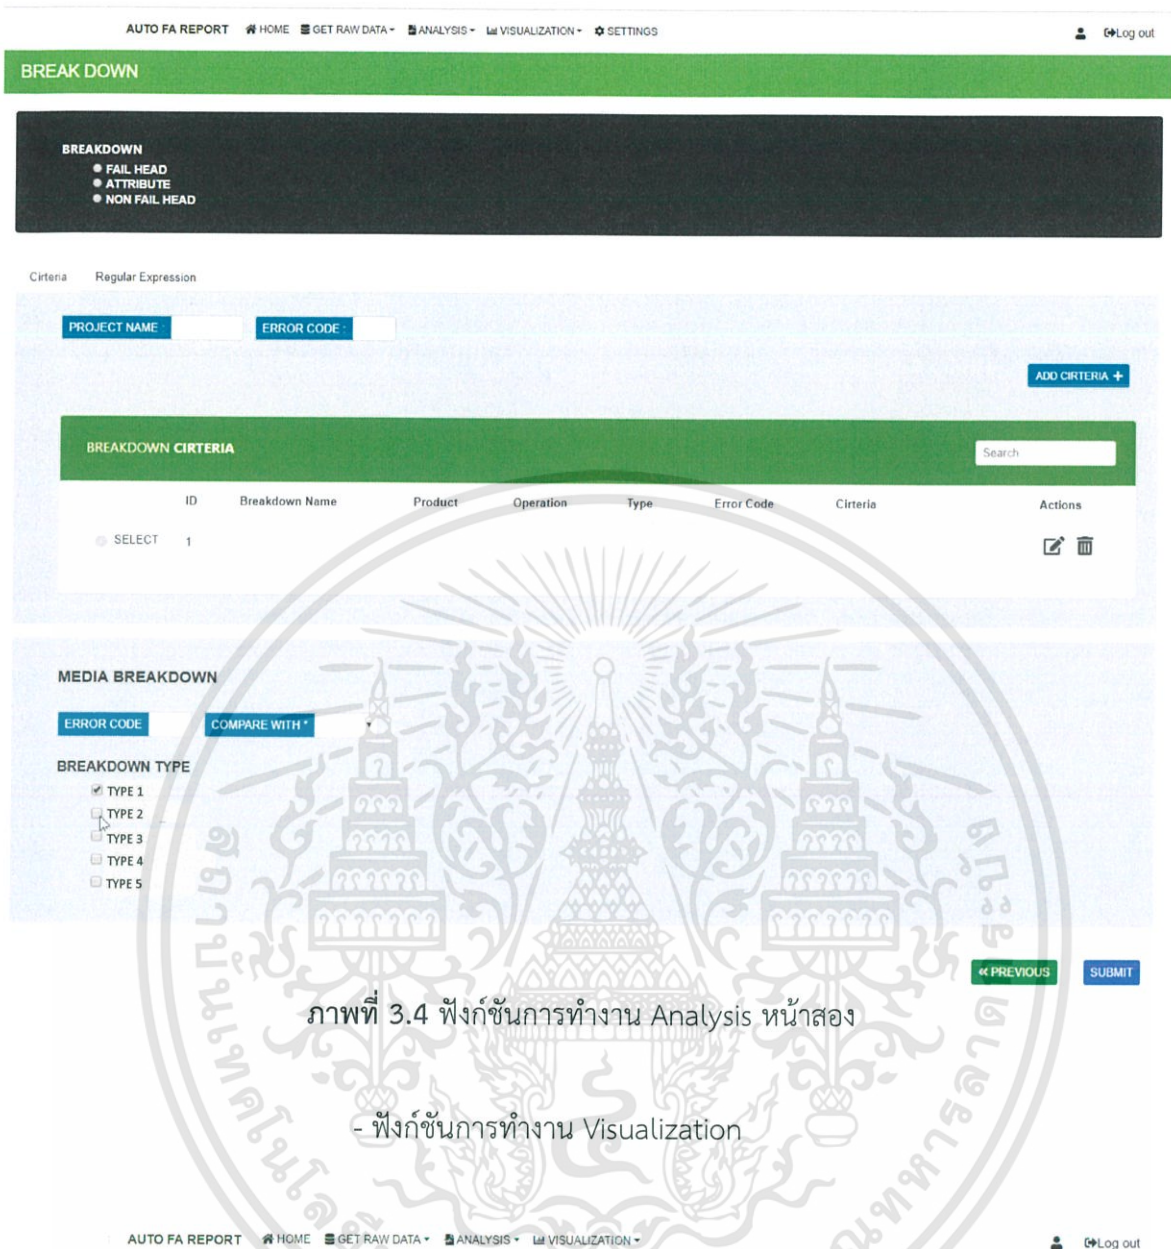 AUTO FA REPORT HOME GET RAW DATA ANALYSIS VISUALIZATION SETTINGS Log out
BREAK DOWN
BREAKDOWN
FAIL HEAD
ATTRIBUTE
NON FAIL HEAD
Cirteria Regular Expression
PROJECT NAME : ERROR CODE :
ADD CIRTERIA +
BREAKDOWN CIRTERIA Search
ID Breakdown Name Product Operation Type Error Code Cirteria Actions
SELECT 1
MEDIA BREAKDOWN
ERROR CODE COMPARE WITH *
BREAKDOWN TYPE
TYPE 1
TYPE 2
TYPE 3
TYPE 4
TYPE 5
« PREVIOUS SUBMIT
ภาพที่ 3.4 ฟังก์ชันการทำงาน Analysis หน้าสอง
- ฟังก์ชันการทำงาน Visualization
AUTO FA REPORT HOME GET RAW DATA ANALYSIS VISUALIZATION Log out